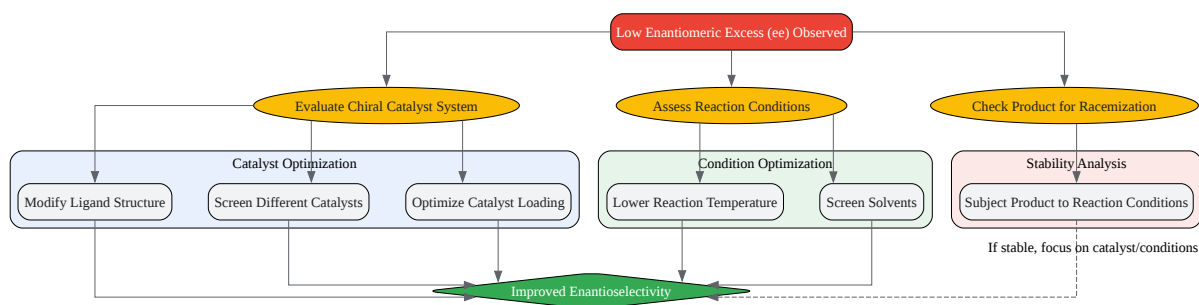 Low Enantiomeric Excess (ee) Observed
Evaluate Chiral Catalyst System
Assess Reaction Conditions
Check Product for Racemization
Catalyst Optimization
Condition Optimization
Stability Analysis
Modify Ligand Structure
Screen Different Catalysts
Optimize Catalyst Loading
Lower Reaction Temperature
Screen Solvents
Subject Product to Reaction Conditions
If stable, focus on catalyst/conditions
Improved Enantioselectivity